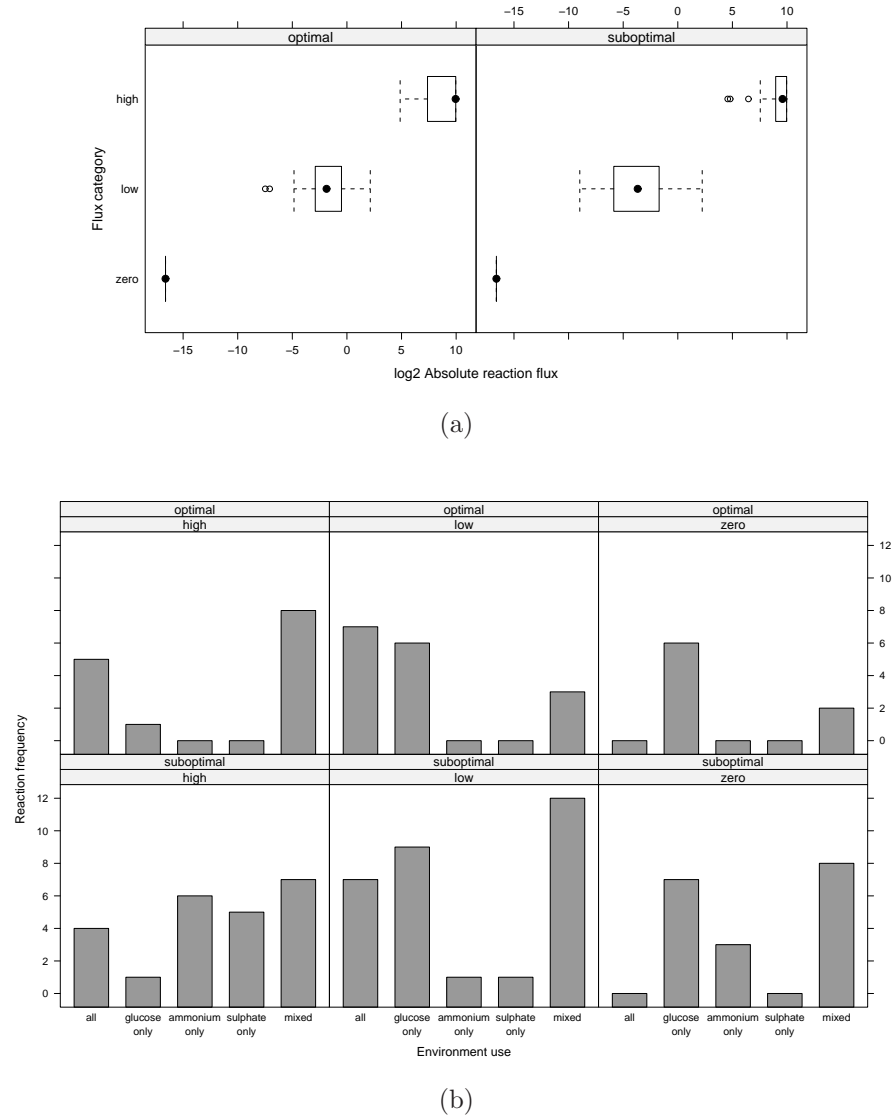 −15 −10 −5 0 5 10
optimal suboptimal
high
low
zero
Flux category
−15 −10 −5 0 5 10
log2 Absolute reaction flux
(a)
optimal optimal optimal
high low zero
12
10
8
6
4
2
0
suboptimal suboptimal suboptimal
high low zero
12
10
8
6
4
2
0
Reaction frequency
all glucose ammonium sulphate mixed all glucose ammonium sulphate mixed all glucose ammonium sulphate mixed
only only only only only only only only only
Environment use
(b)